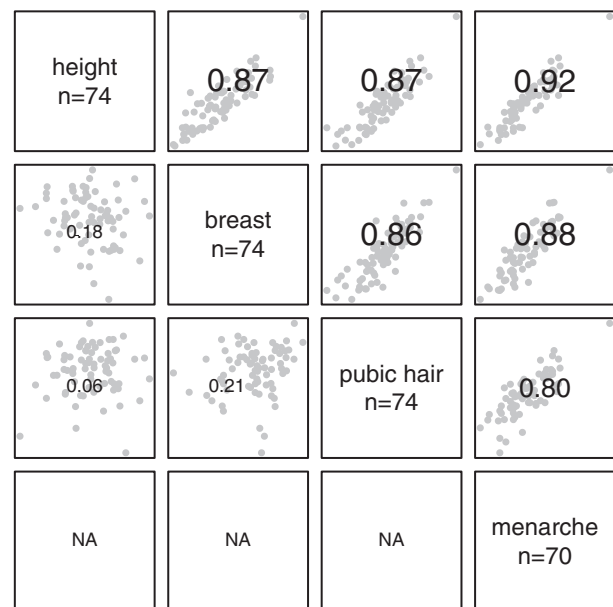 height
n=74
0.87
0.87
0.92
0.18
breast
n=74
0.86
0.88
0.06
0.21
pubic hair
n=74
0.80
NA
NA
NA
menarche
n=70